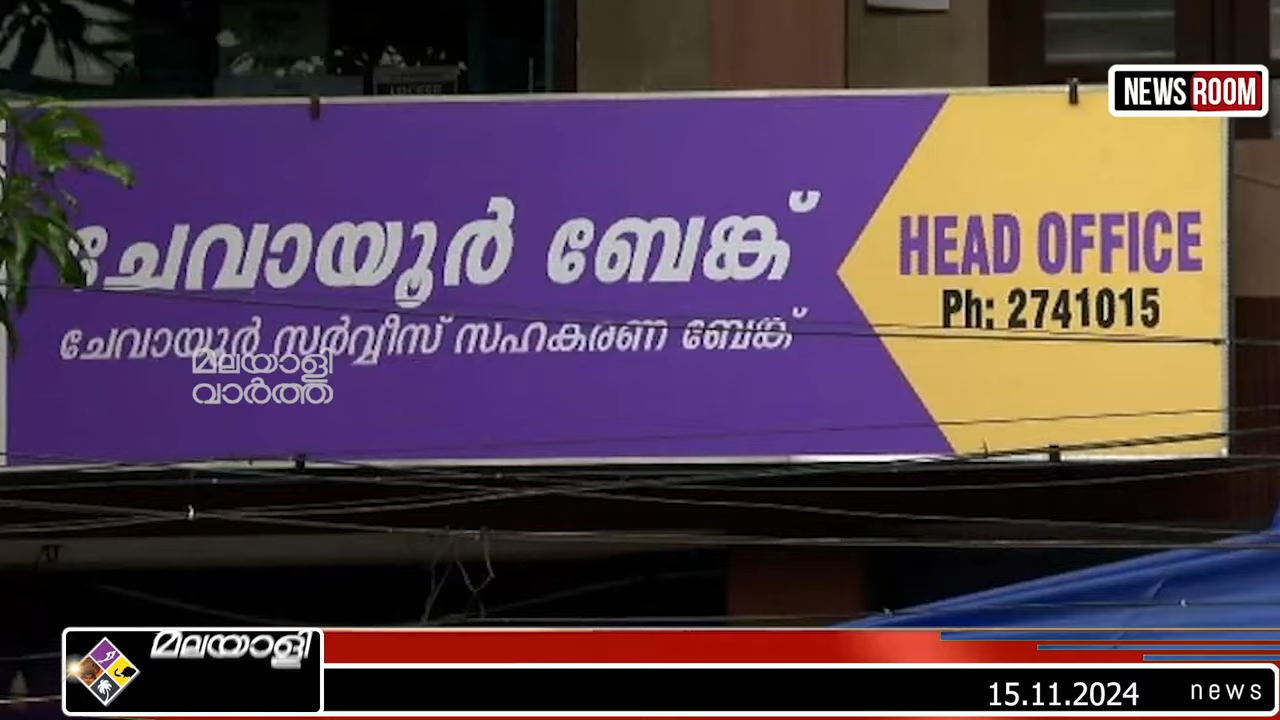 NEWS ROOM
ചേവായൂർ ബേങ്ക്
HEAD OFFICE
Ph: 2741015
ചേവായൂർ സർവ്വീസ് സഹകരണ ബേങ്ക്
മലയാളി
വാർത്ത
മലയാളി
15.11.2024 news